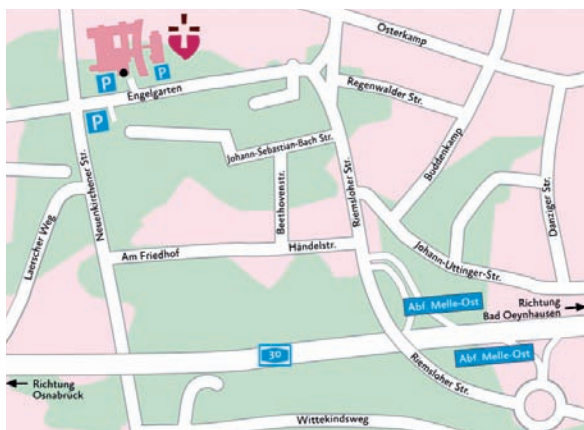 Osterkamp
P
P
Engelgarten
P
Regenwalder Str.
Buddenkamp
Johann-Sebastian-Bach Str.
Neuenkirchener Str.
Beethovenstr.
Riemsloher Str.
Danziger Str.
Laerscher Weg
Am Friedhof
Händelstr.
Johann-Uttinger-Str.
Abf. Melle-Ost
Richtung
Bad Oeynhausen
30
Abf. Melle-Ost
Riemsloher Str.
Richtung
Osnabrück
Wittekindsweg